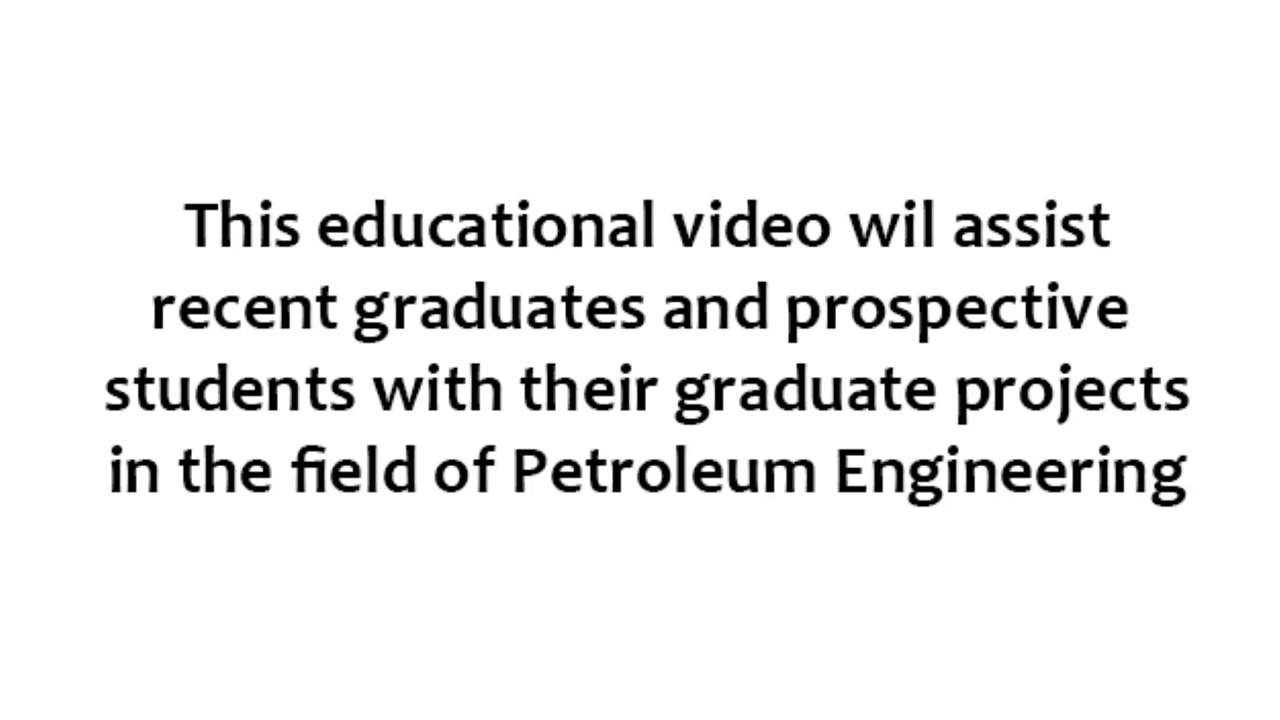 This educational video wil assist
recent graduates and prospective
students with their graduate projects
in the field of Petroleum Engineering